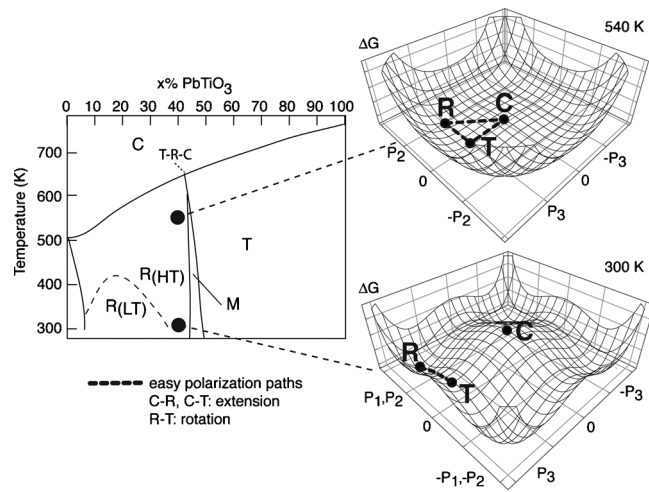 x% PbTiO3
0 10 20 30 40 50 60 70 80 90 100
Temperature (K)
700
600
500
400
300
C
T-R-C
R(HT)
R(LT)
M
T
easy polarization paths
C-R, C-T: extension
R-T: rotation
ΔG
540 K
R
C
T
P2
0
-P2
P3
0
-P3
ΔG
300 K
C
R
T
P1,P2
0
-P1,-P2
P3
0
-P3